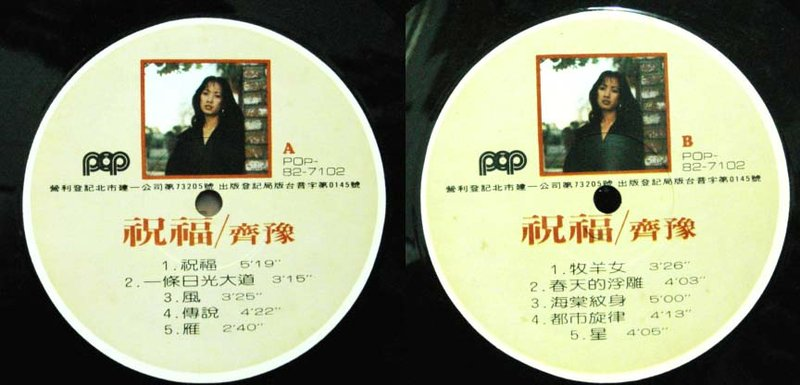 pop
A
POP-
82-7102
營利登記北市建一公司第73205號 出版登記局版台音字第0145號
祝福/齊豫
1.祝福 5'19"
2.一條日光大道 3'15"
3.風 3'25"
4.傳說 4'22"
5.雁 2'40"
pop
B
POP-
82-7102
營利登記北市建一公司第73205號 出版登記局版台音字第0145號
祝福/齊豫
1.牧羊女 3'26"
2.春天的浮雕 4'03"
3.海棠紋身 5'00"
4.都市旋律 4'13"
5.星 4'05"